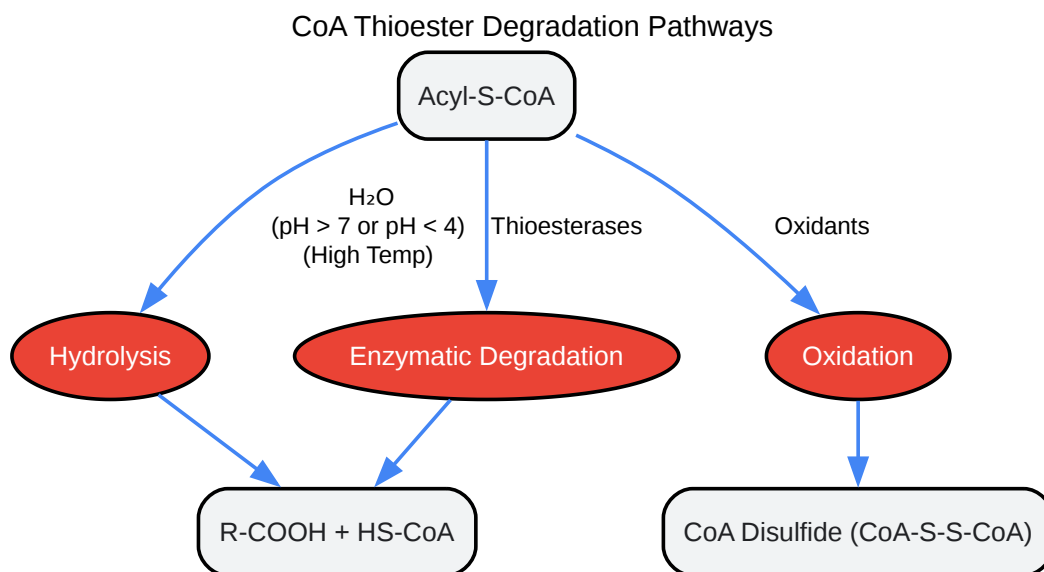 CoA Thioester Degradation Pathways
Acyl-S-CoA
H₂O
(pH > 7 or pH < 4)
(High Temp)
Thioesterases
Oxidants
Hydrolysis
Enzymatic Degradation
Oxidation
R-COOH + HS-CoA
CoA Disulfide (CoA-S-S-CoA)